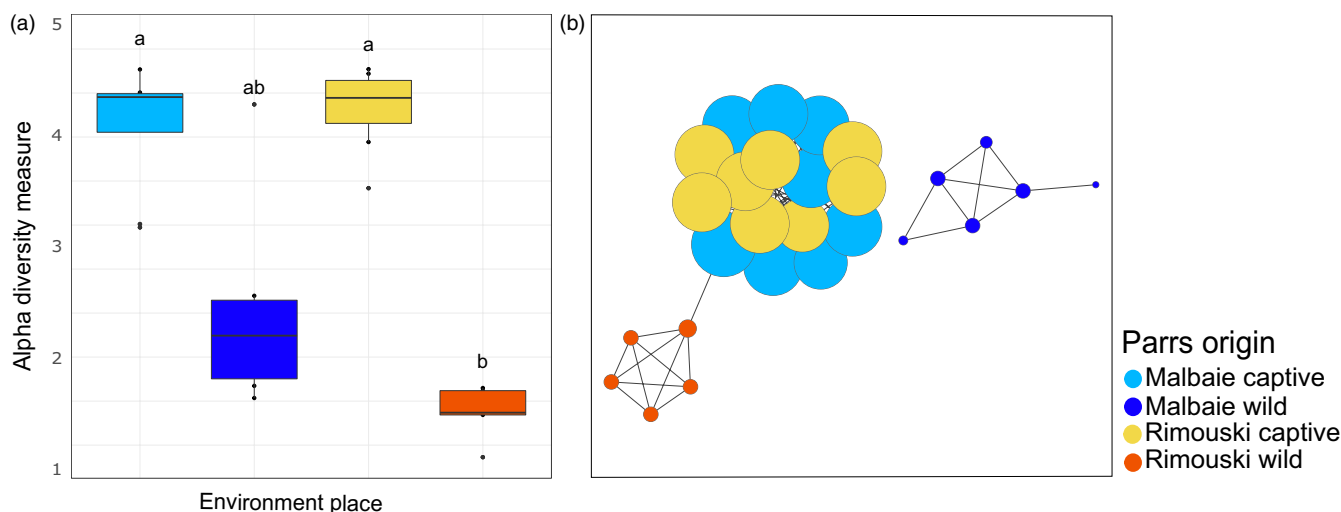 (a)
5
4
3
2
1
Alpha diversity measure
a
ab
a
b
Environment place
(b)
Parrs origin
Malbaie captive
Malbaie wild
Rimouski captive
Rimouski wild